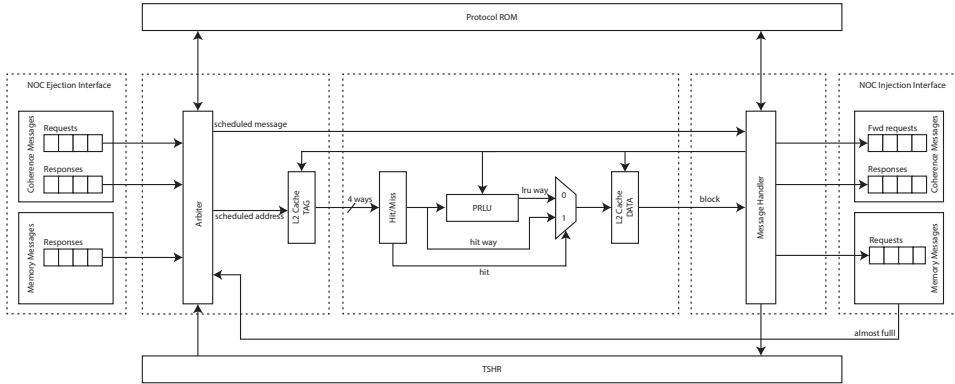 Protocol ROM
NOC Ejection Interface
NOC Injection Interface
Coherence Messages
Requests
Responses
Memory Messages
Responses
Arbiter
scheduled message
scheduled address
L2 Cache
TAG
4 ways
Hit/Miss
PRLU
lru way
hit way
hit
0
1
L2 Cache
DATA
block
Message Handler
Fwd requests
Responses
Coherence Messages
Requests
Memory Messages
almost fulll
TSHR